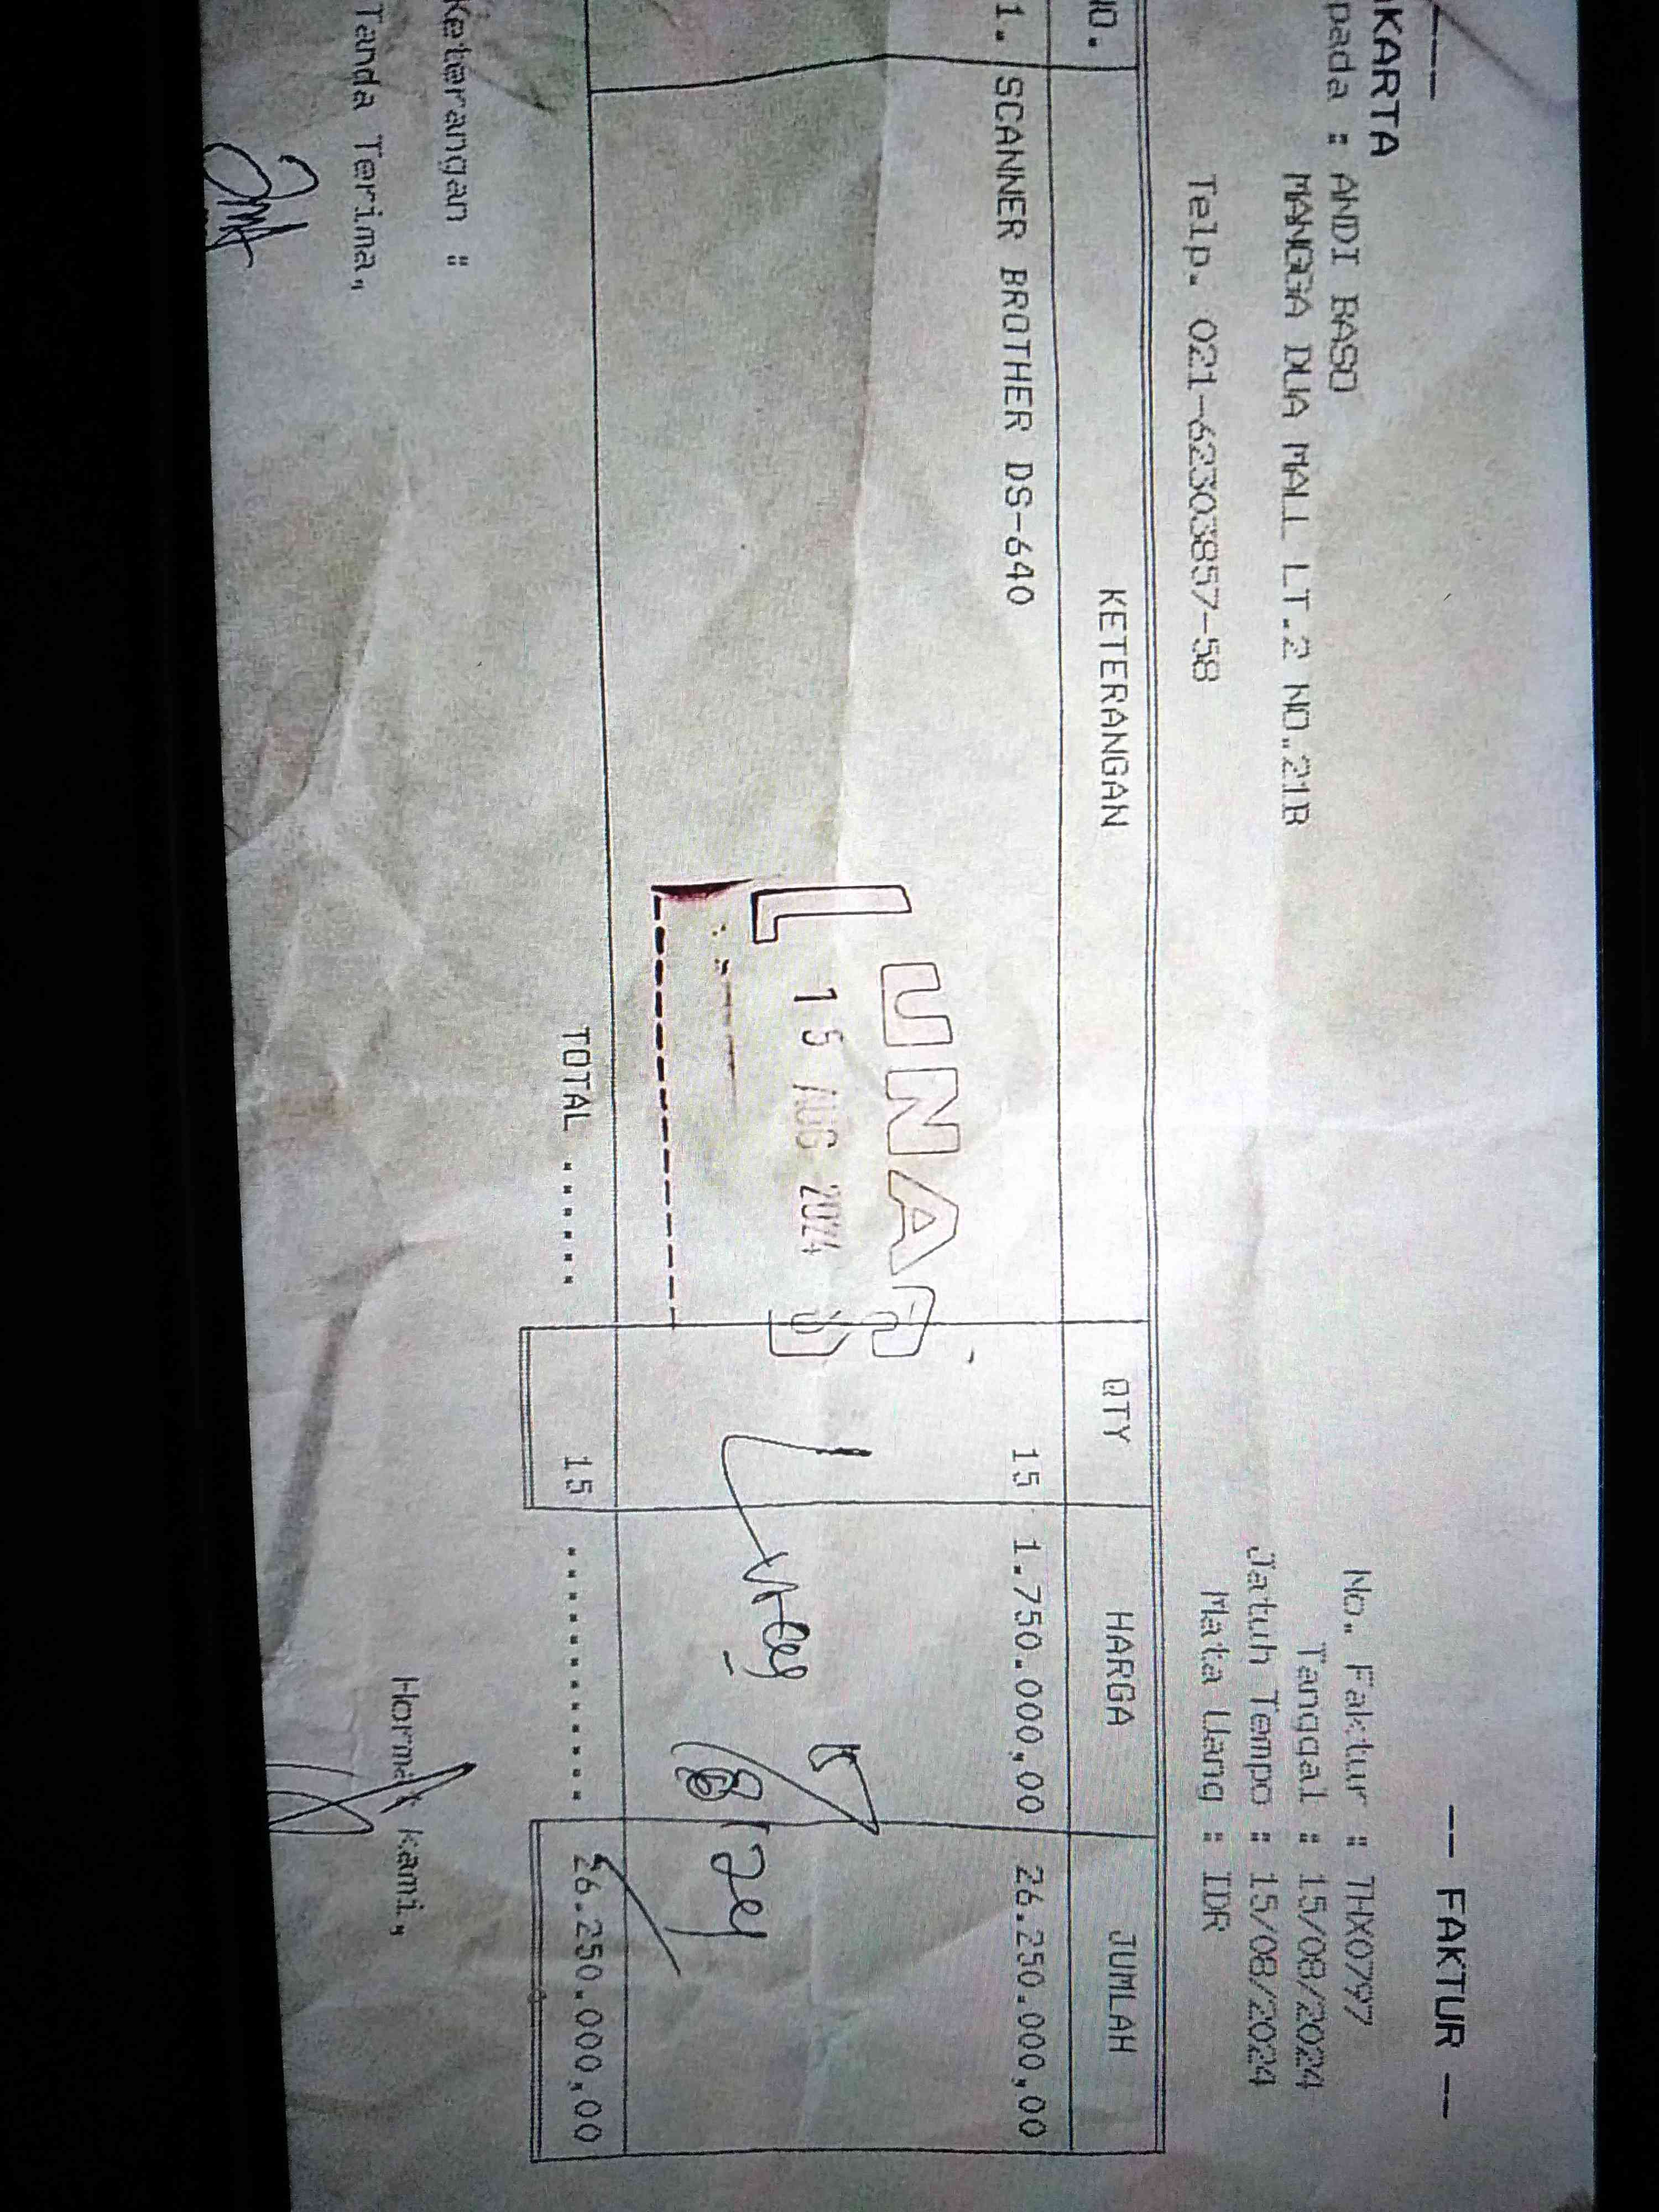 -- FAKTUR --
KARTA
pada : ANDI BASO
No. Faktur : THX0797
MANGGA DUA MALL LT.2 NO.21B
Tanggal : 15/08/2024
Jatuh Tempo : 15/08/2024
Telp. 021-62303857-58
Mata Uang : IDR
NO. KETERANGAN QTY HARGA JUMLAH
1. SCANNER BROTHER DS-640 15 1.750.000,00 26.250.000,00
LUNAS
15 AUG 2024
TOTAL ...... 15 ........... 26.250.000,00
Keterangan :
Tanda Terima,
Hormat kami,